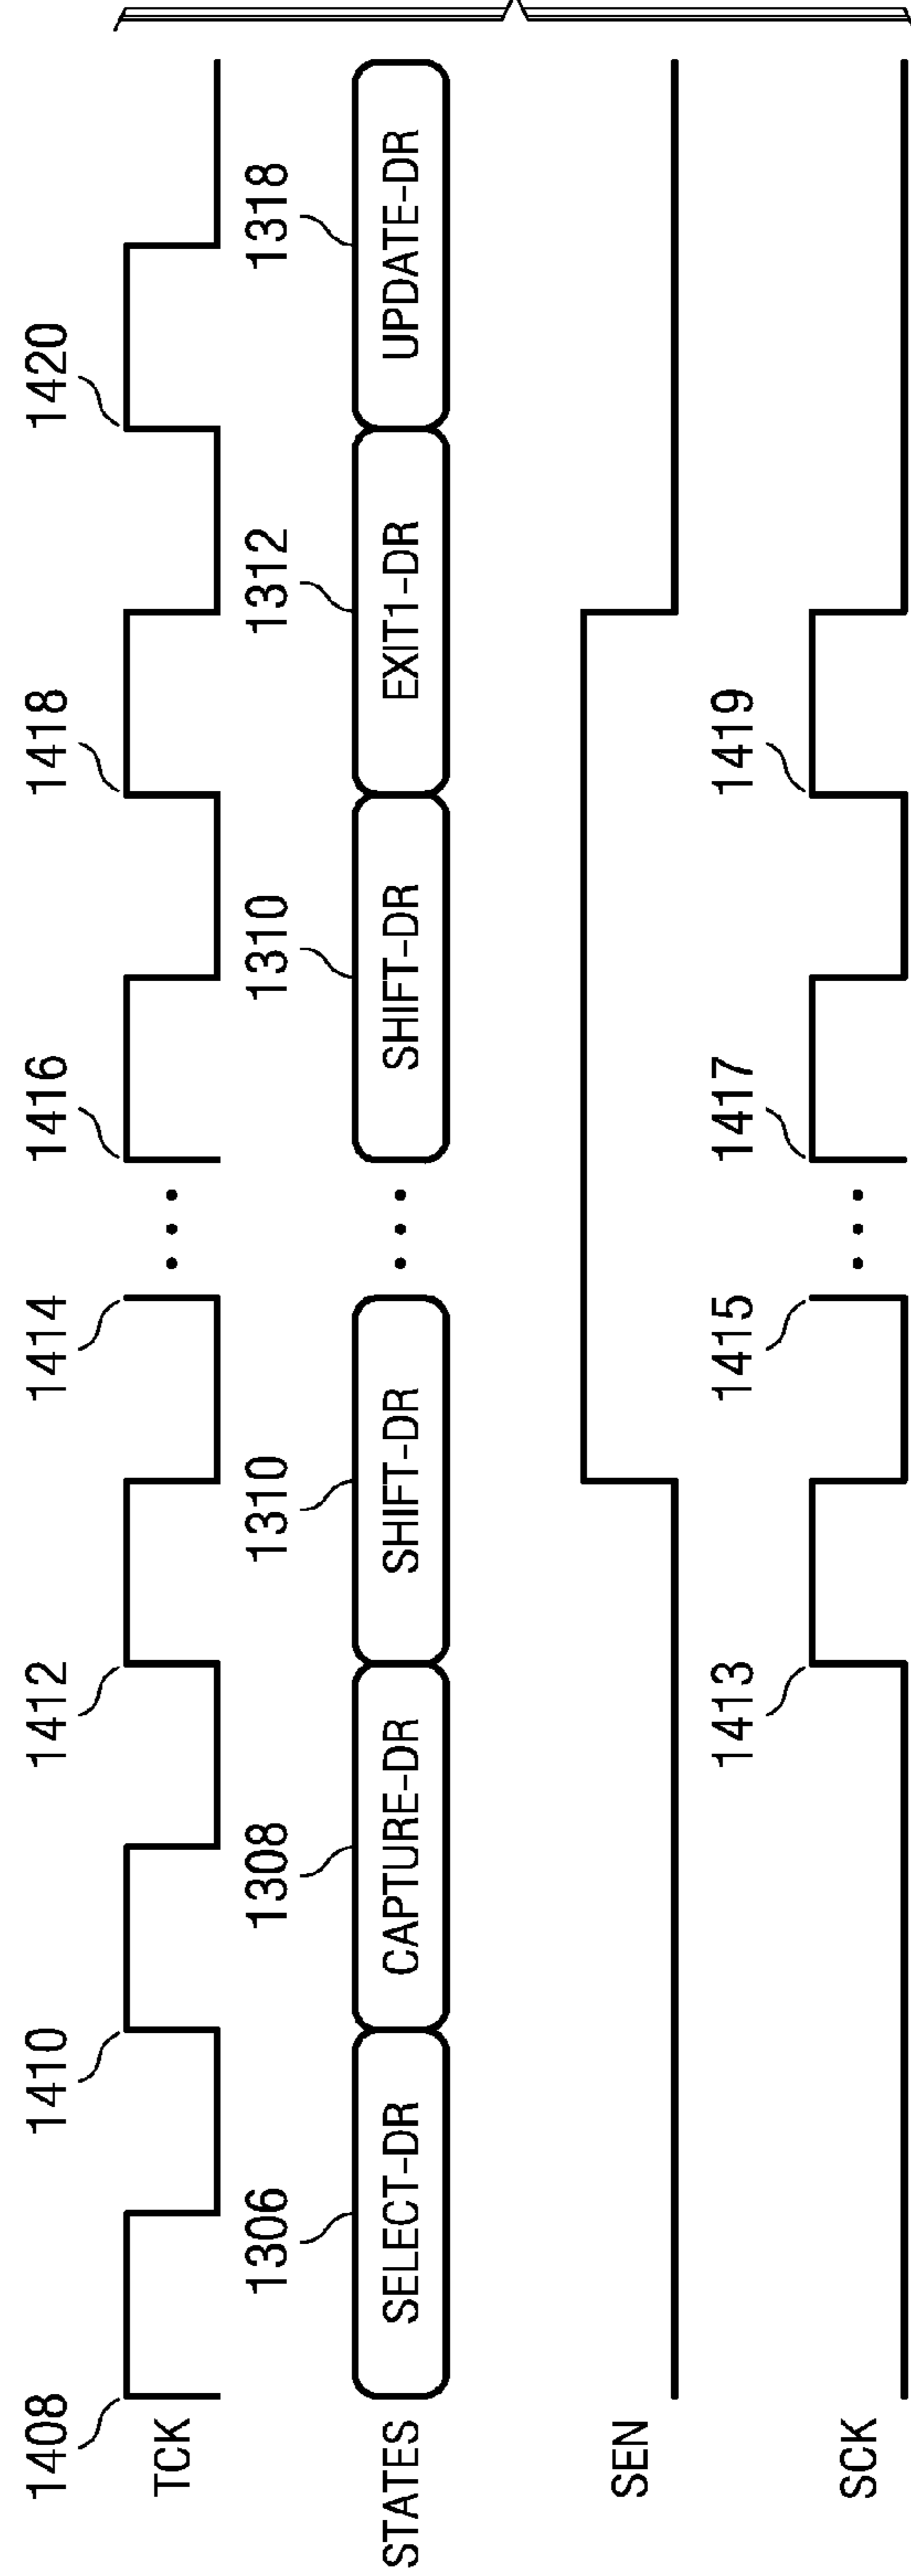 1408 1410 1412 1414 1416 1418 1420
TCK
1306 1308 1310 1310 1312 1318
STATES SELECT-DR CAPTURE-DR SHIFT-DR ... SHIFT-DR EXIT1-DR UPDATE-DR
SEN
1413 1415 1417 1419
SCK